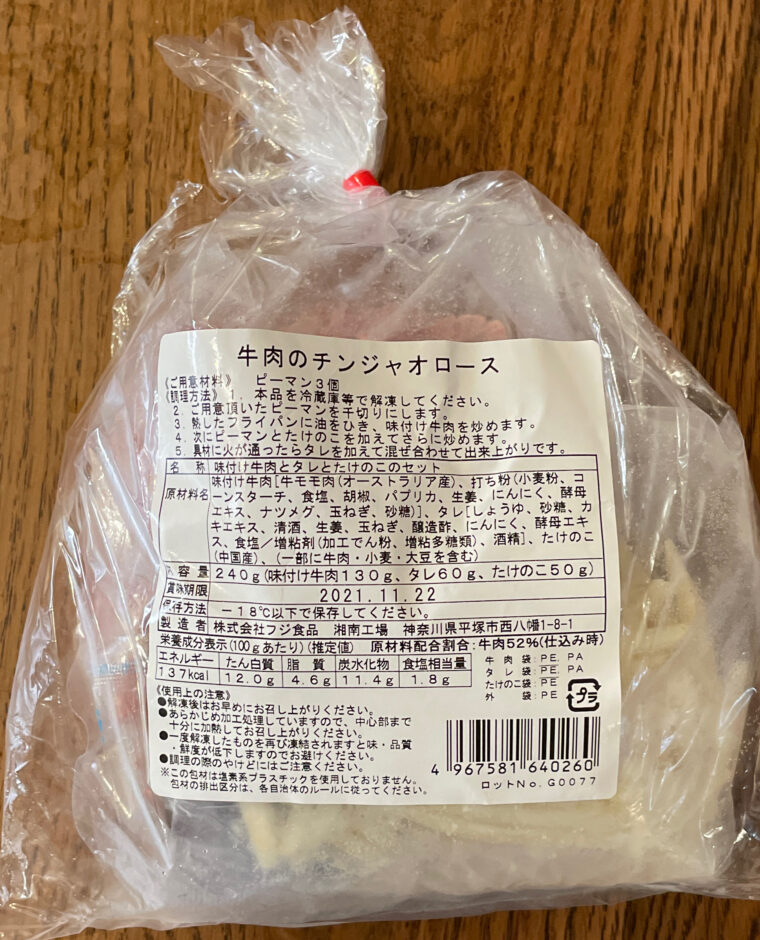 牛肉のチンジャオロース
《ご用意材料》 ピーマン3個
《調理方法》 1. 本品を冷蔵庫等で解凍してください。
2. ご用意頂いたピーマンを千切りにします。
3. 熱したフライパンに油をひき、味付け牛肉を炒めます。
4. 次にピーマンとたけのこを加えてさらに炒めます。
5. 具材に火が通ったらタレを加えて混ぜ合わせて出来上がりです。
名 称 味付け牛肉とタレとたけのこのセット
原材料名 味付け牛肉[牛モモ肉(オーストラリア産)、打ち粉(小麦粉、コ
ーンスターチ、食塩、胡椒、パプリカ、生姜、にんにく、酵母
エキス、ナツメグ、玉ねぎ、砂糖)]、タレ[しょうゆ、砂糖、カ
キエキス、清酒、生姜、玉ねぎ、醸造酢、にんにく、酵母エキ
ス、食塩/増粘剤(加工でん粉、増粘多糖類)、酒精]、たけのこ
(中国産)、(一部に牛肉・小麦・大豆を含む)
内容量 240g(味付け牛肉130g、タレ60g、たけのこ50g)
賞味期限 2021.11.22
保存方法 -18℃以下で保存してください。
製造者 株式会社フジ食品 湘南工場 神奈川県平塚市西八幡1-8-1
栄養成分表示(100gあたり)(推定値) 原材料配合割合:牛肉52%(仕込み時)
エネルギー たん白質 脂 質 炭水化物 食塩相当量
137kcal 12.0g 4.6g 11.4g 1.8g
牛肉袋:PE、PA
タレ袋:PE、PA
たけのこ袋:PE
外 袋:PE
プラ
《使用上の注意》
●解凍後はお早めにお召し上がりください。
●あらかじめ加工処理していますので、中心部まで
十分に加熱してお召し上がりください。
●一度解凍したものを再び凍結されますと味・品質
・鮮度が低下しますのでお避けください。
●調理の際のやけどにはご注意ください。
※この包材は塩素系プラスチックを使用しておりません。
包材の排出区分は、各自治体のルールに従ってください。
4 967581 640260
ロットNo. G0077